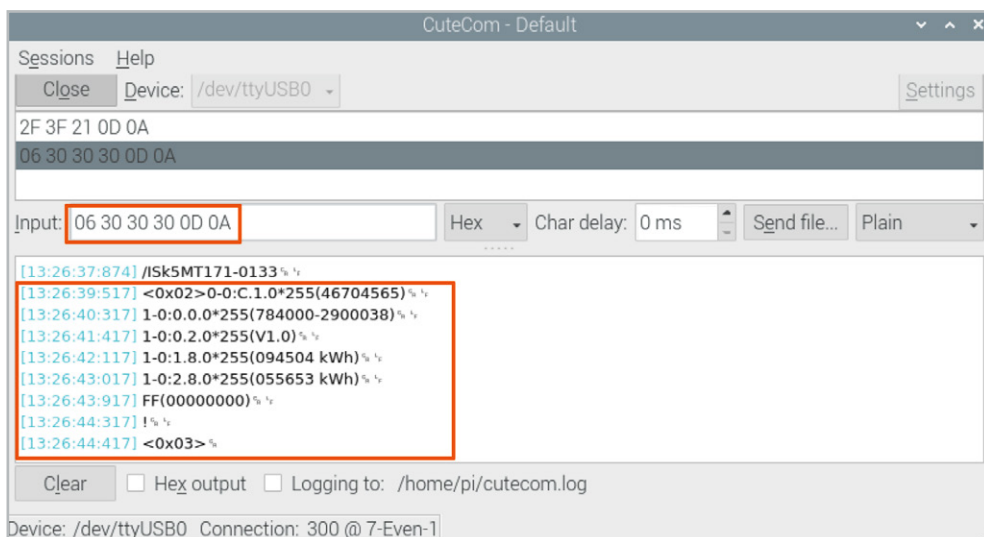 CuteCom - Default
Sessions Help
Close Device: /dev/ttyUSB0 Settings
2F 3F 21 0D 0A
06 30 30 30 0D 0A
Input: 06 30 30 30 0D 0A Hex Char delay: 0 ms Send file... Plain
[13:26:37:874] /ISk5MT171-0133␍␊
[13:26:39:517] <0x02>0-0:C.1.0*255(46704565)␍␊
[13:26:40:317] 1-0:0.0.0*255(784000-2900038)␍␊
[13:26:41:417] 1-0:0.2.0*255(V1.0)␍␊
[13:26:42:117] 1-0:1.8.0*255(094504 kWh)␍␊
[13:26:43:017] 1-0:2.8.0*255(055653 kWh)␍␊
[13:26:43:917] FF(00000000)␍␊
[13:26:44:317] !␍␊
[13:26:44:417] <0x03>␍
Clear Hex output Logging to: /home/pi/cutecom.log
Device: /dev/ttyUSB0 Connection: 300 @ 7-Even-1